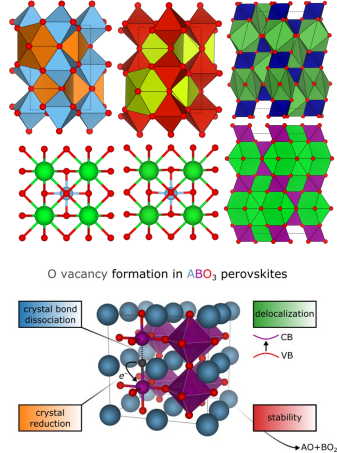 O vacancy formation in ABO₃ perovskites
crystal bond
dissociation
delocalization
CB
VB
e⁻
crystal
reduction
stability
AO+BO₂